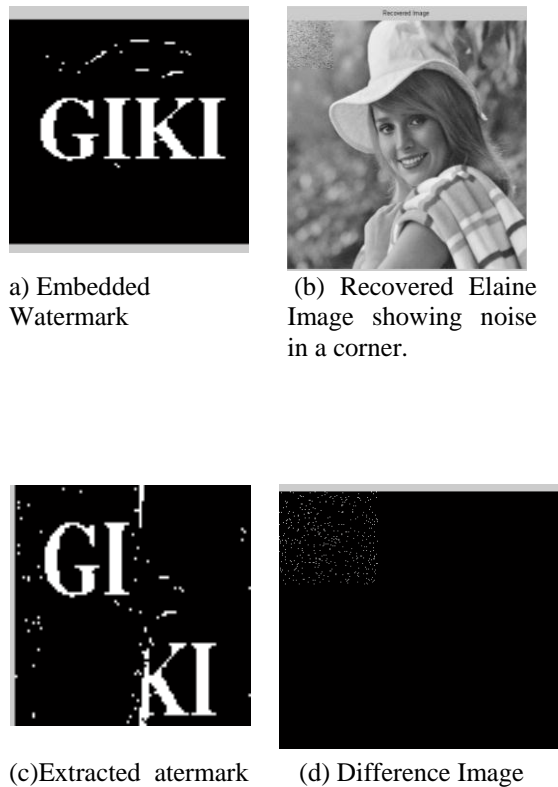 GIKI
Recovered Image
a) Embedded
Watermark
(b) Recovered Elaine
Image showing noise
in a corner.
GI
KI
(c)Extracted atermark
(d) Difference Image